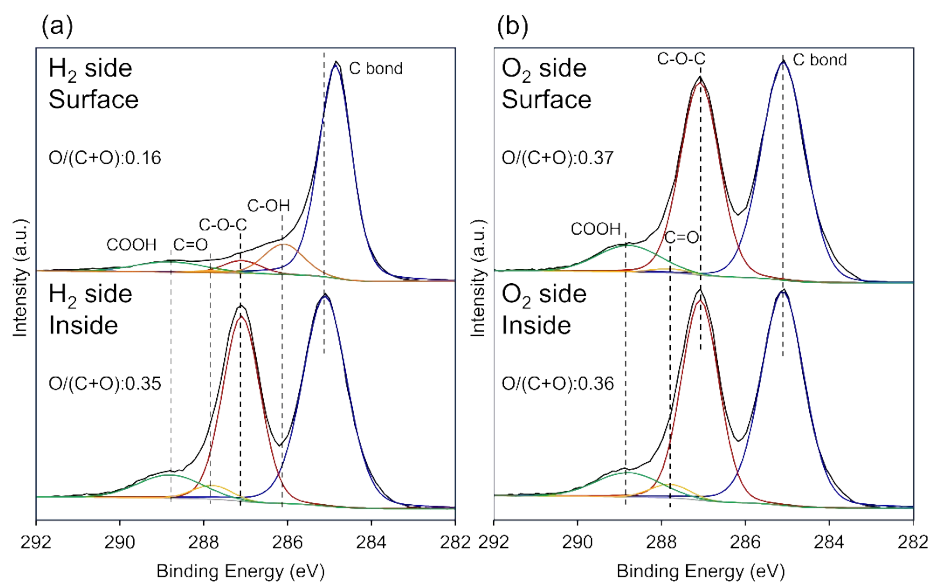 (a)
H₂ side
Surface
O/(C+O):0.16
COOH
C=O
C-O-C
C-OH
C bond
H₂ side
Inside
O/(C+O):0.35
Intensity (a.u.)
292 290 288 286 284 282
Binding Energy (eV)
(b)
O₂ side
Surface
O/(C+O):0.37
COOH
C=O
C-O-C
C bond
O₂ side
Inside
O/(C+O):0.36
Intensity (a.u.)
292 290 288 286 284 282
Binding Energy (eV)